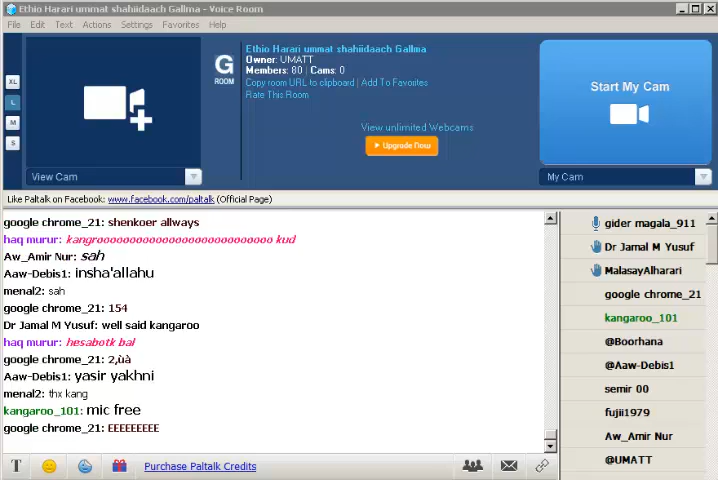 Ethio Harari ummat shahiidaach Gallma - Voice Room
File Edit Text Actions Settings Favorites Help
XL
L
M
S
View Cam
G
ROOM
Ethio Harari ummat shahiidaach Gallma
Owner: UMATT
Members: 80 | Cams: 0
Copy room URL to clipboard | Add To Favorites
Rate This Room
View unlimited Webcams
Upgrade Now
Start My Cam
My Cam
Like Paltalk on Facebook: www.facebook.com/paltalk (Official Page)
google chrome_21: shenkoer allways
haq murur: kangroooooooooooooooooooooooooo kud
Aw_Amir Nur: sah
Aaw-Debis1: insha'allahu
menal2: sah
google chrome_21: 154
Dr Jamal M Yusuf: well said kangaroo
haq murur: hesabotk bal
google chrome_21: 2,ùà
Aaw-Debis1: yasir yakhni
menal2: thx kang
kangaroo_101: mic free
google chrome_21: EEEEEEEEE
gider magala_911
Dr Jamal M Yusuf
MalasayAlharari
google chrome_21
kangaroo_101
@Boorhana
@Aaw-Debis1
semir 00
fujii1979
Aw_Amir Nur
@UMATT
T
Purchase Paltalk Credits